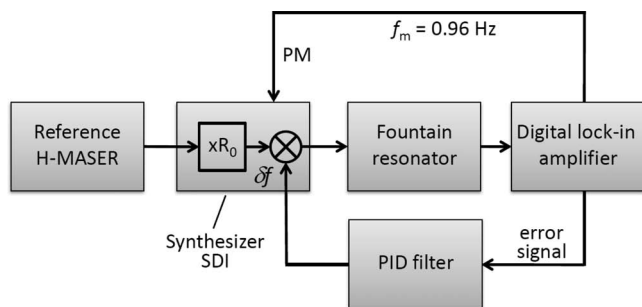 fm = 0.96 Hz
PM
Reference
H-MASER
xR0
δf
Fountain
resonator
Digital lock-in
amplifier
Synthesizer
SDI
PID filter
error
signal